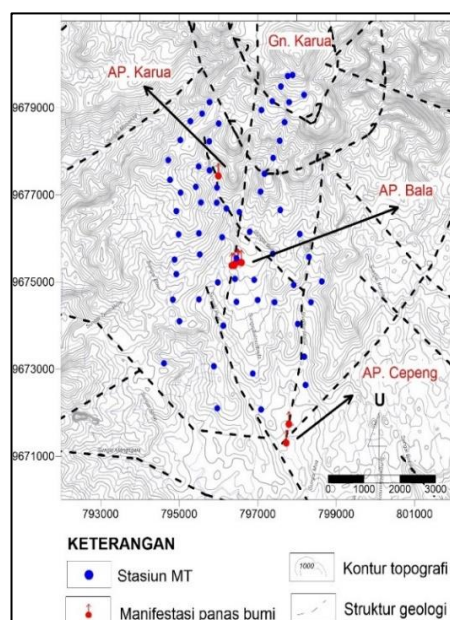 Gn. Karua
AP. Karua
AP. Bala
AP. Cepeng
U
9679000
9677000
9675000
9673000
9671000
0 1000 2000 3000
793000 795000 797000 799000 801000
KETERANGAN
Stasiun MT
Manifestasi panas bumi
1000
Kontur topografi
Struktur geologi